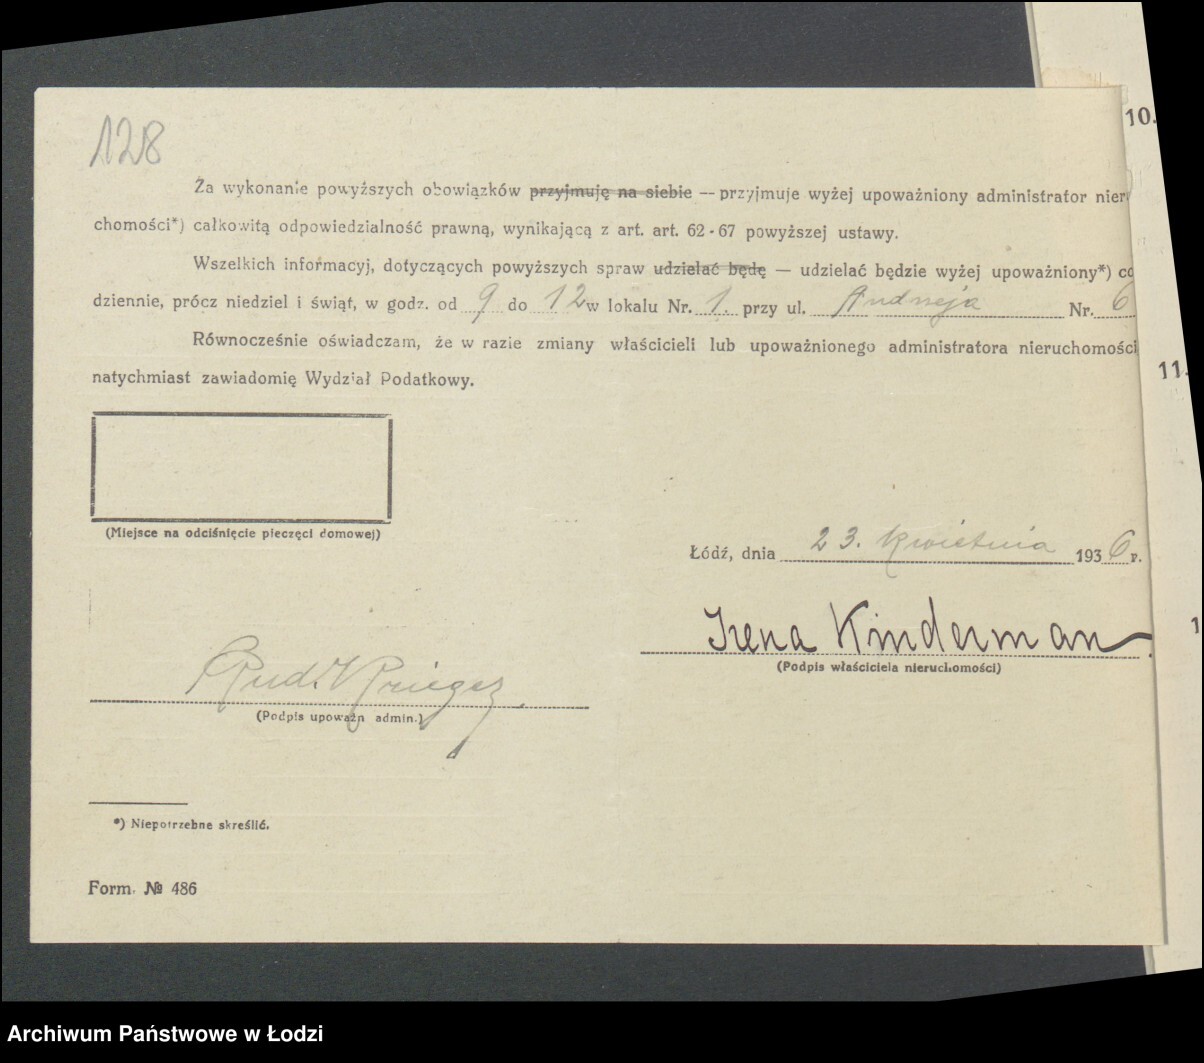 128
10.
Za wykonanie powyższych obowiązków przyjmuję na siebie — przyjmuje wyżej upoważniony administrator nieru
chomości*) całkowitą odpowiedzialność prawną, wynikającą z art. art. 62-67 powyższej ustawy.
Wszelkich informacyj, dotyczących powyższych spraw udzielać będę — udzielać będzie wyżej upoważniony*) co
dziennie, prócz niedziel i świąt, w godz. od 9 do 12 w lokalu Nr. 1. przy ul. Andrzeja Nr. 6
Równocześnie oświadczam, że w razie zmiany właścicieli lub upoważnionego administratora nieruchomości
11.
natychmiast zawiadomię Wydział Podatkowy.
(Miejsce na odciśnięcie pieczęci domowej)
Łódź, dnia 23. kwietnia 1936 r.
1
Irena Kinderman
(Podpis właściciela nieruchomości)
Rud. Krieger
(Podpis upoważn admin.)
*) Niepotrzebne skreślić.
Form. № 486
Archiwum Państwowe w Łodzi